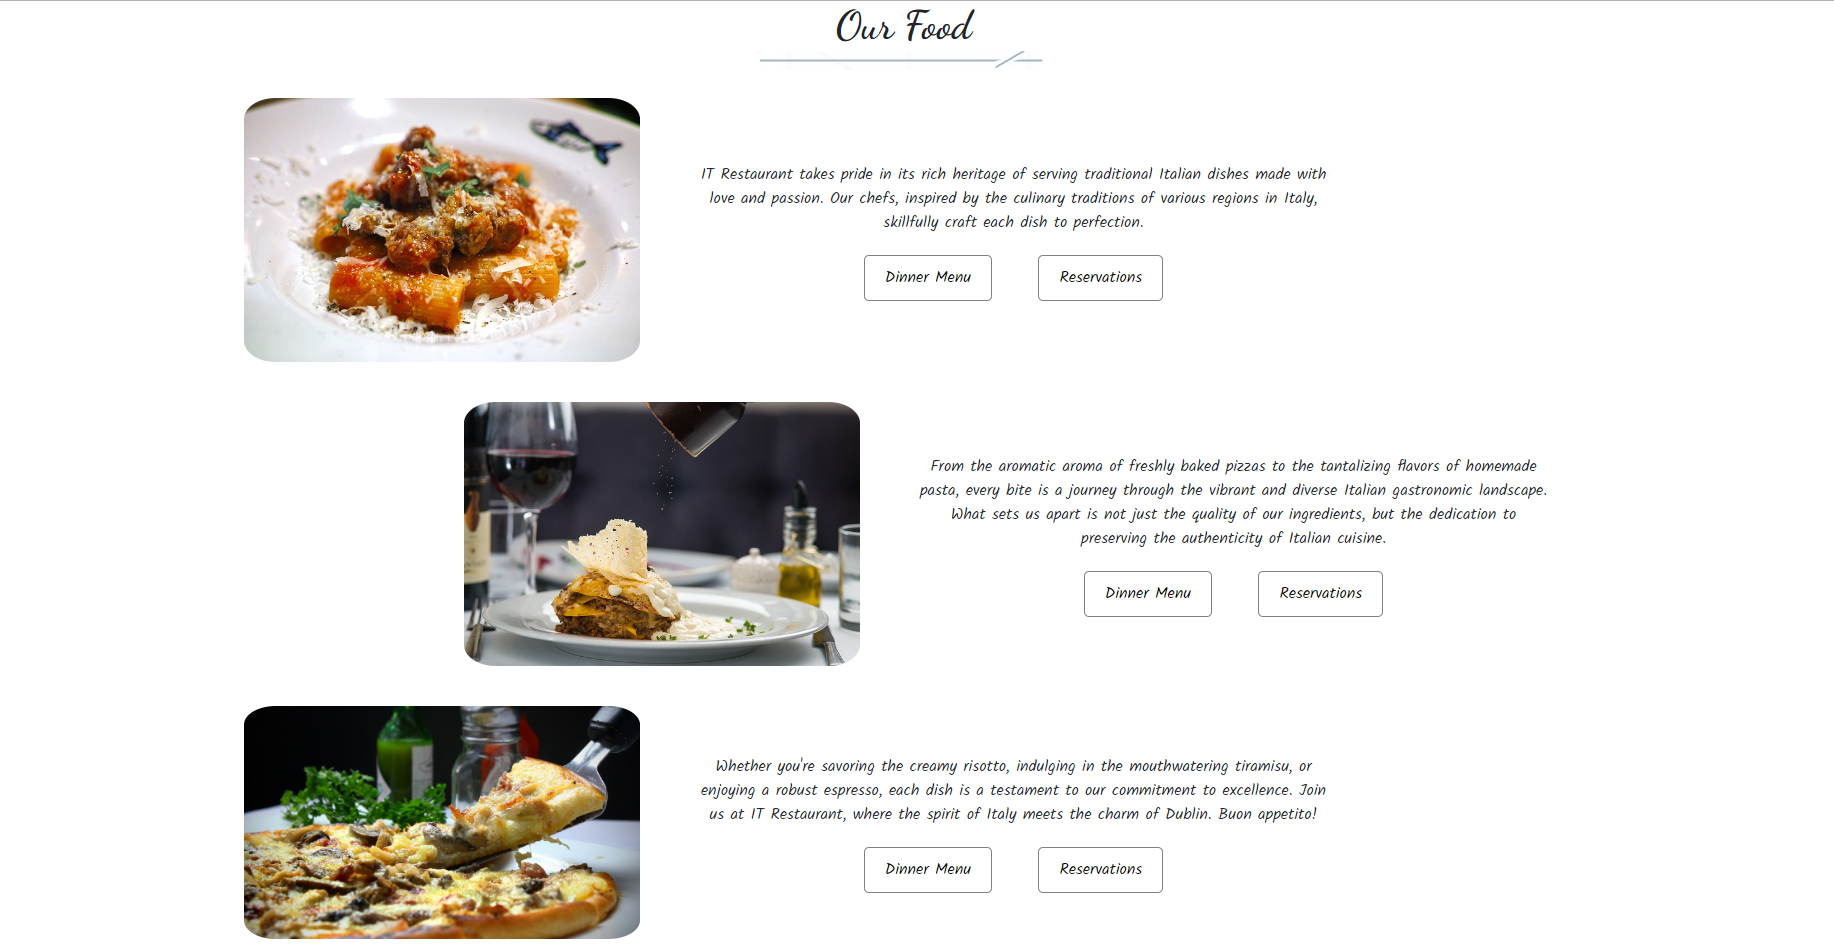 Our Food
IT Restaurant takes pride in its rich heritage of serving traditional Italian dishes made with
love and passion. Our chefs, inspired by the culinary traditions of various regions in Italy,
skillfully craft each dish to perfection.
Dinner Menu
Reservations
From the aromatic aroma of freshly baked pizzas to the tantalizing flavors of homemade
pasta, every bite is a journey through the vibrant and diverse Italian gastronomic landscape.
What sets us apart is not just the quality of our ingredients, but the dedication to
preserving the authenticity of Italian cuisine.
Dinner Menu
Reservations
Whether you're savoring the creamy risotto, indulging in the mouthwatering tiramisu, or
enjoying a robust espresso, each dish is a testament to our commitment to excellence. Join
us at IT Restaurant, where the spirit of Italy meets the charm of Dublin. Buon appetito!
Dinner Menu
Reservations